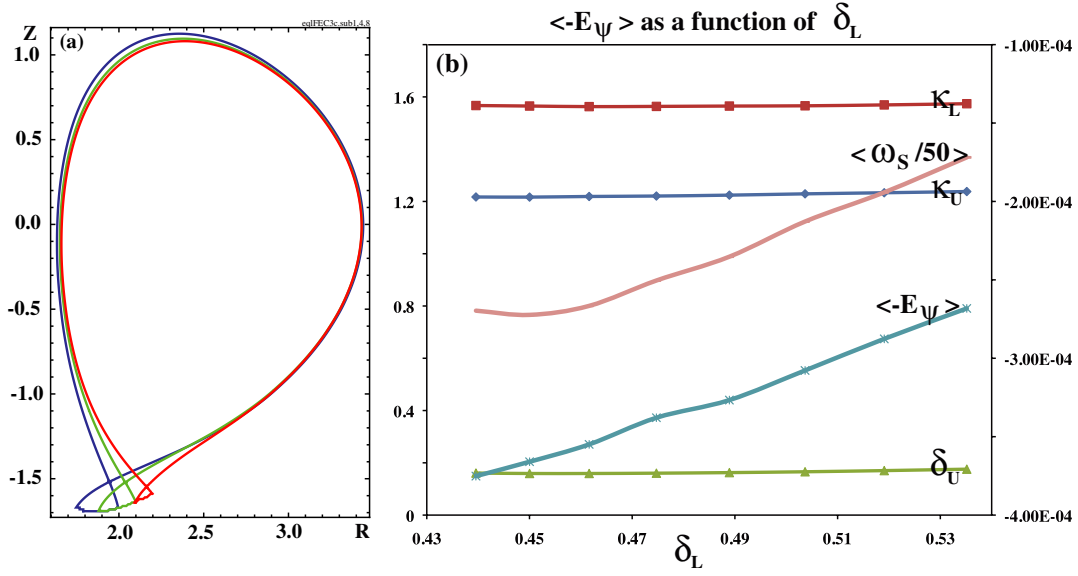 eqlFEC3c.sub1,4,8
<-Eψ> as a function of δL
Z
(a)
1.0
0.5
0.0
-0.5
-1.0
-1.5
2.0
2.5
3.0
R
(b)
1.6
1.2
0.8
0.4
0
κL
<ωS/50>
κU
<-Eψ>
δU
-1.00E-04
-2.00E-04
-3.00E-04
-4.00E-04
0.43
0.45
0.47
0.49
0.51
0.53
δL